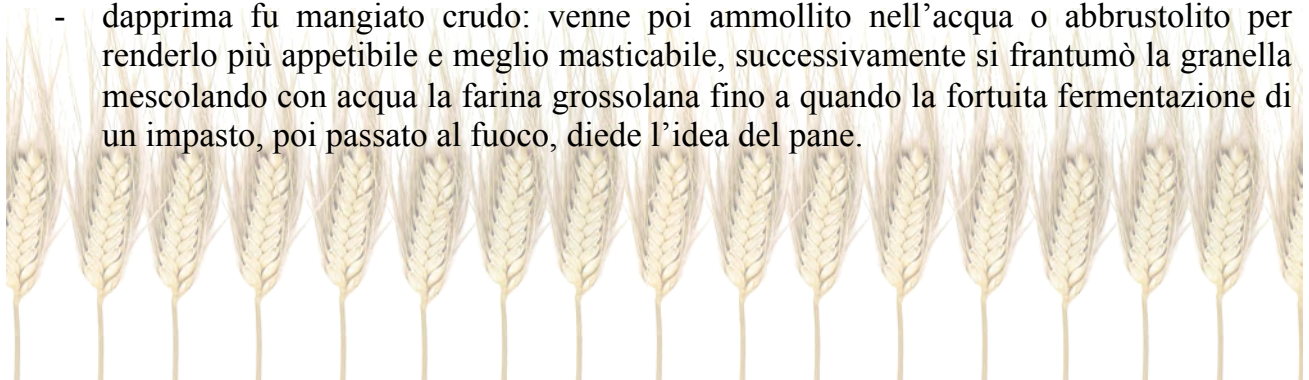 - dapprima fu mangiato crudo: venne poi ammollito nell’acqua o abbrustolito per
renderlo più appetibile e meglio masticabile, successivamente si frantumò la granella
mescolando con acqua la farina grossolana fino a quando la fortuita fermentazione di
un impasto, poi passato al fuoco, diede l’idea del pane.